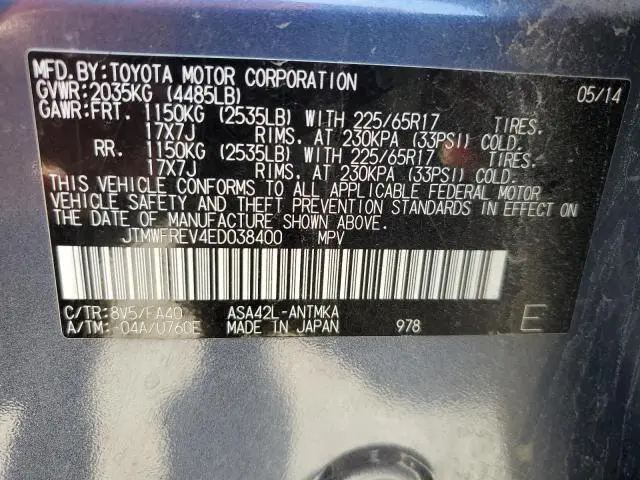 MFD.BY:TOYOTA MOTOR CORPORATION 05/14
GVWR:2035KG (4485LB)
GAWR:FRT. 1150KG (2535LB) WITH 225/65R17 TIRES.
17X7J RIMS. AT 230KPA (33PSI) COLD.
RR. 1150KG (2535LB) WITH 225/65R17 TIRES.
17X7J RIMS. AT 230KPA (33PSI) COLD.
THIS VEHICLE CONFORMS TO ALL APPLICABLE FEDERAL MOTOR
VEHICLE SAFETY AND THEFT PREVENTION STANDARDS IN EFFECT ON
THE DATE OF MANUFACTURE SHOWN ABOVE.
JTMWFREV4ED038400 MPV
C/TR:8V5/FA40 ASA42L-ANTMKA
A/TM:-04A/U760E MADE IN JAPAN 978 E